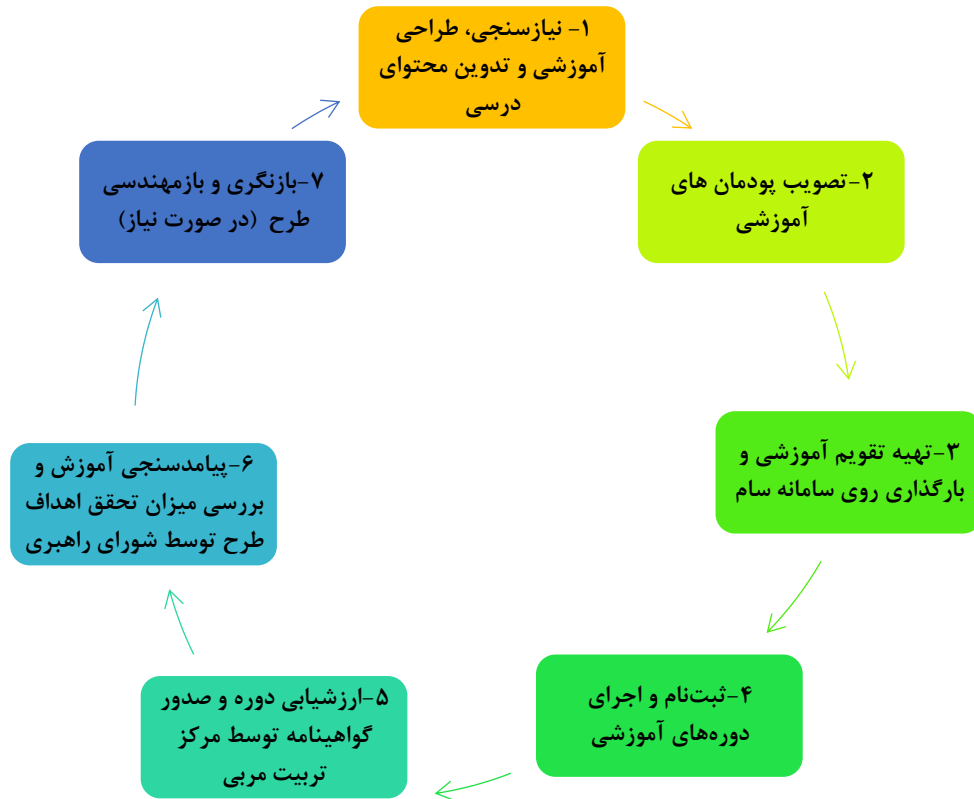 ۱- نیازسنجی، طراحی
آموزشی و تدوین محتوای
درسی
۲-تصویب پودمان های
آموزشی
۳-تهیه تقویم آموزشی و
بارگذاری روی سامانه سام
۴-ثبت‌نام و اجرای
دوره‌های آموزشی
۵-ارزشیابی دوره و صدور
گواهینامه توسط مرکز
تربیت مربی
۶-پیامدسنجی آموزش و
بررسی میزان تحقق اهداف
طرح توسط شورای راهبری
۷-بازنگری و بازمهندسی
طرح (در صورت نیاز)